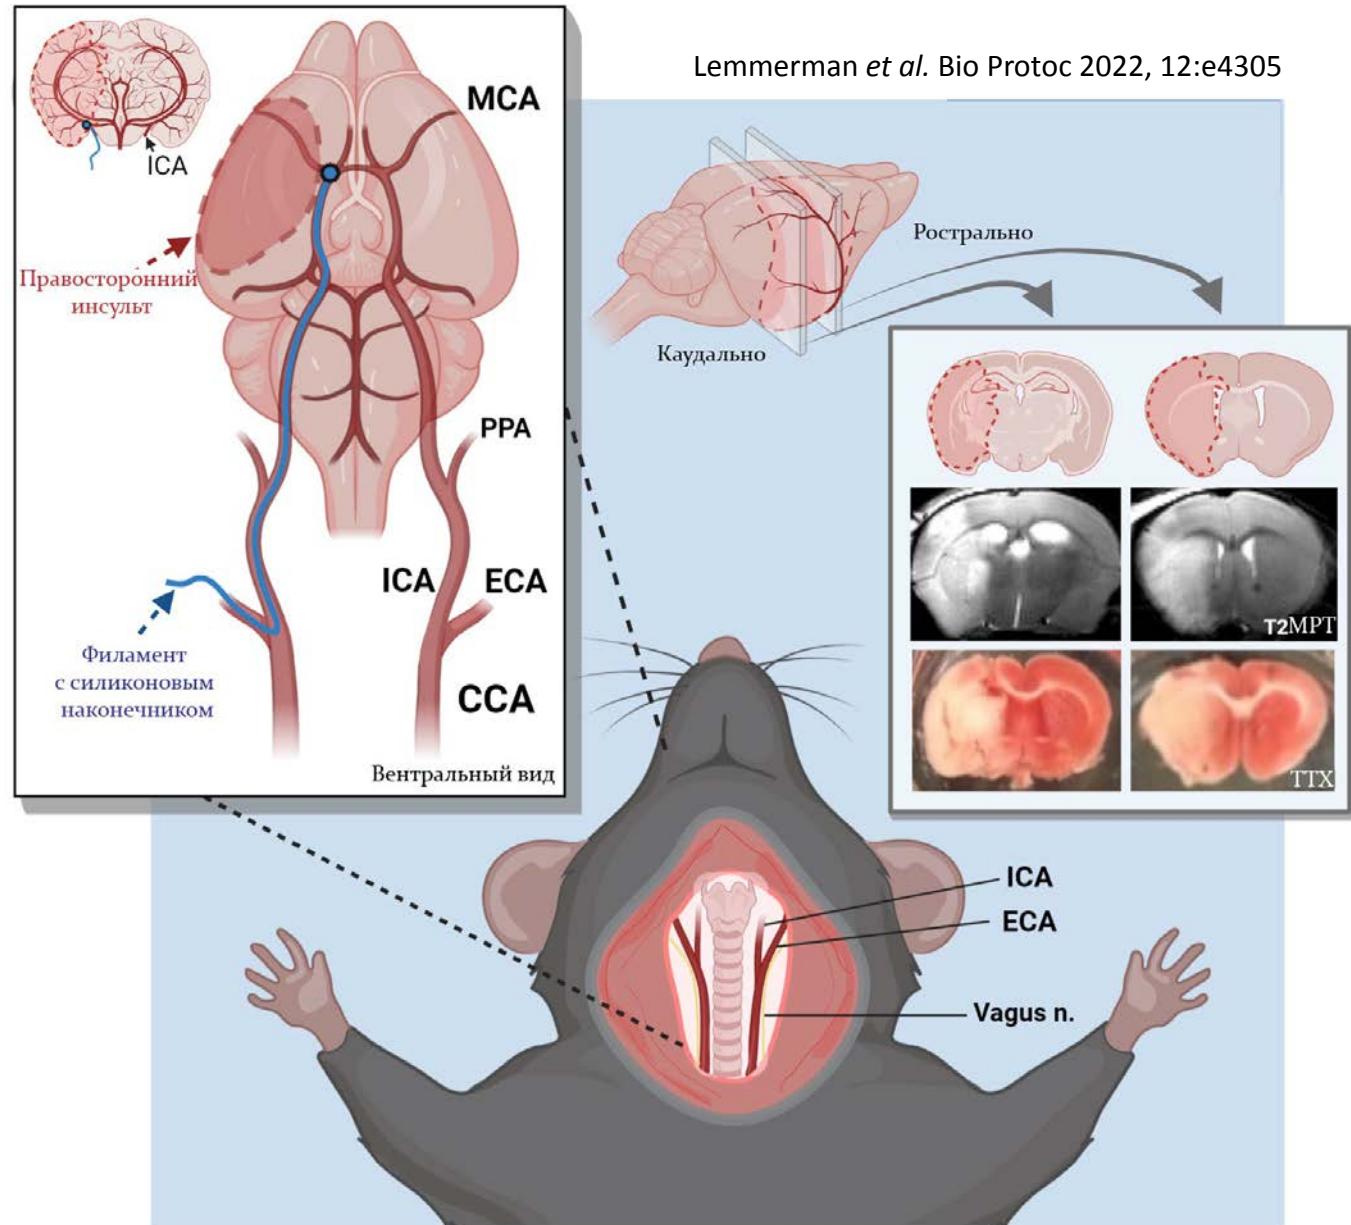 Lemmerman et al. Bio Protoc 2022, 12:e4305
ICA
MCA
Правосторонний
инсульт
PPA
ICA
ECA
Филамент
с силиконовым
наконечником
CCA
Вентральный вид
Рострально
Каудально
T2МРТ
TTX
ICA
ECA
Vagus n.